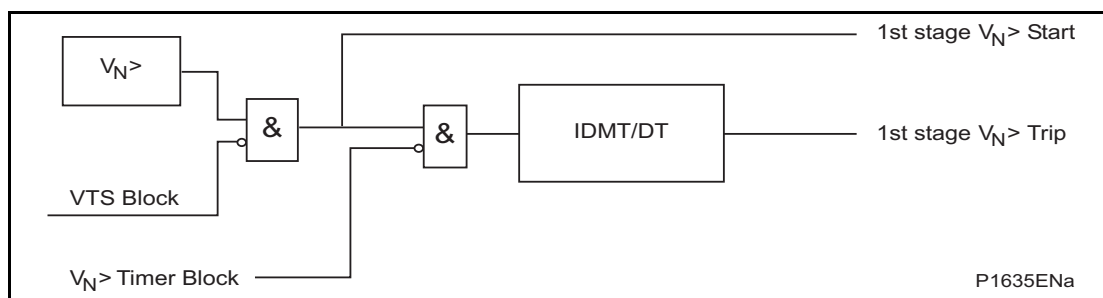 1st stage VN> Start
VN>
&
&
IDMT/DT
1st stage VN> Trip
VTS Block
VN> Timer Block
P1635ENa